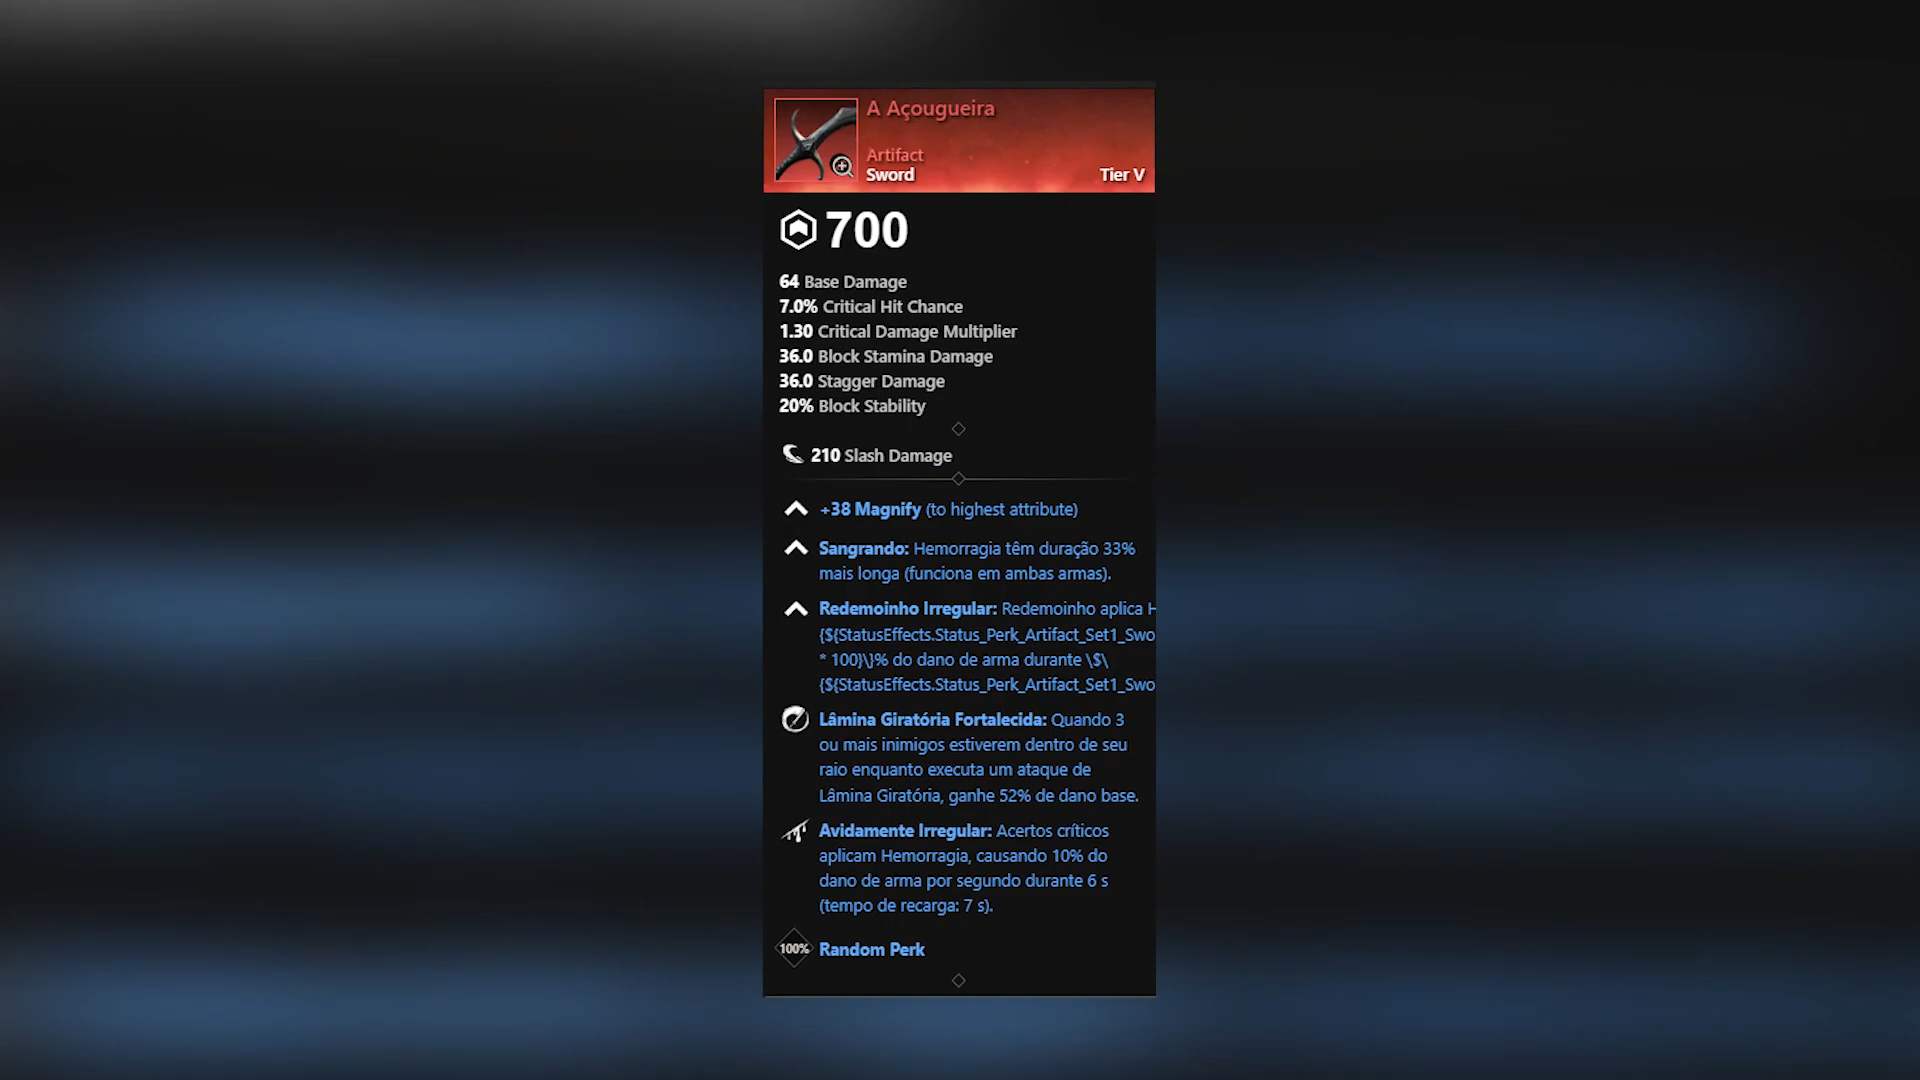 A Açougueira
Artifact
Sword Tier V
700
64 Base Damage
7.0% Critical Hit Chance
1.30 Critical Damage Multiplier
36.0 Block Stamina Damage
36.0 Stagger Damage
20% Block Stability
210 Slash Damage
+38 Magnify (to highest attribute)
Sangrando: Hemorragia têm duração 33%
mais longa (funciona em ambas armas).
Redemoinho Irregular: Redemoinho aplica H
{${StatusEffects.Status_Perk_Artifact_Set1_Swo
* 100}\}% do dano de arma durante \$\
{${StatusEffects.Status_Perk_Artifact_Set1_Swo
Lâmina Giratória Fortalecida: Quando 3
ou mais inimigos estiverem dentro de seu
raio enquanto executa um ataque de
Lâmina Giratória, ganhe 52% de dano base.
Avidamente Irregular: Acertos críticos
aplicam Hemorragia, causando 10% do
dano de arma por segundo durante 6 s
(tempo de recarga: 7 s).
100% Random Perk